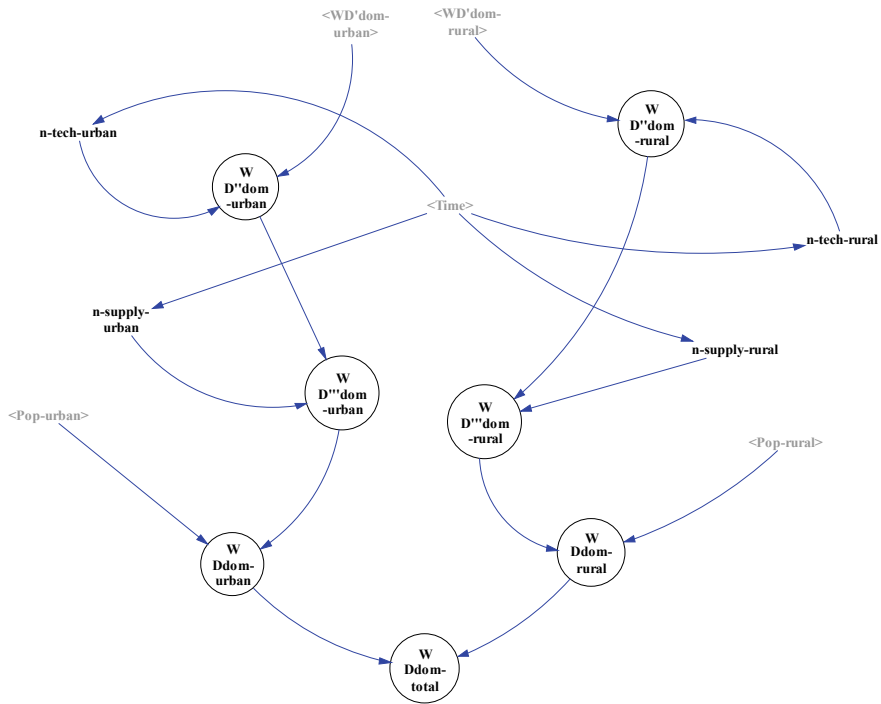 <WD'dom-
urban>
<WD'dom-
rural>
n-tech-urban
W
D"dom
-rural
W
D"dom
-urban
<Time>
n-tech-rural
n-supply-
urban
n-supply-rural
W
D"'dom
-urban
W
D"'dom
-rural
<Pop-urban>
<Pop-rural>
W
Ddom-
urban
W
Ddom-
rural
W
Ddom-
total